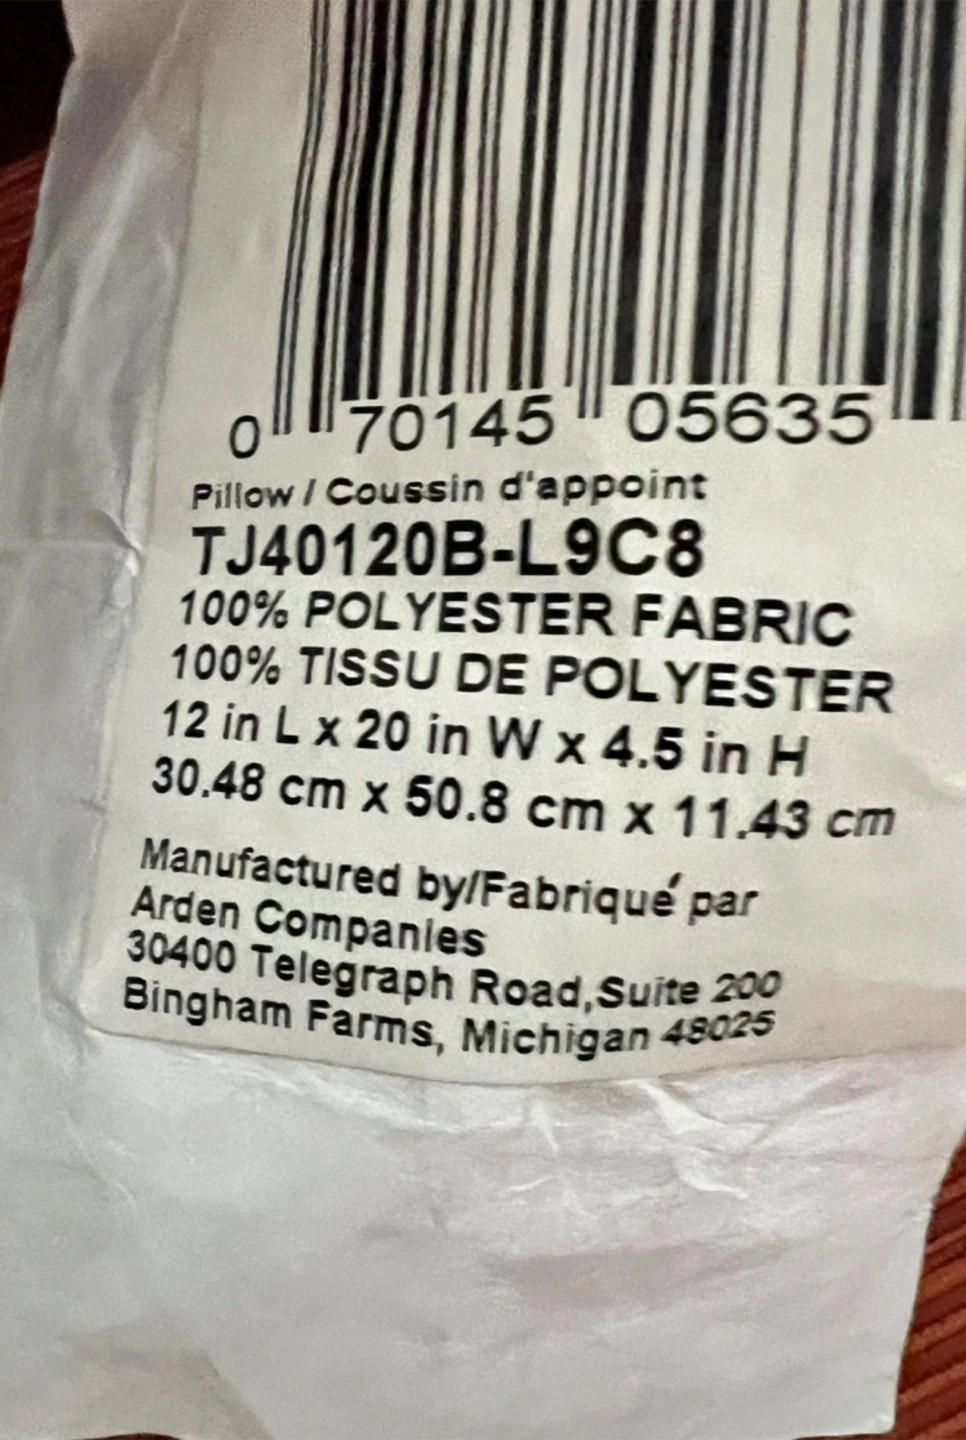 0 70145 05635
Pillow / Coussin d'appoint
TJ40120B-L9C8
100% POLYESTER FABRIC
100% TISSU DE POLYESTER
12 in L x 20 in W x 4.5 in H
30.48 cm x 50.8 cm x 11.43 cm
Manufactured by/Fabriqué par
Arden Companies
30400 Telegraph Road,Suite 200
Bingham Farms, Michigan 48025